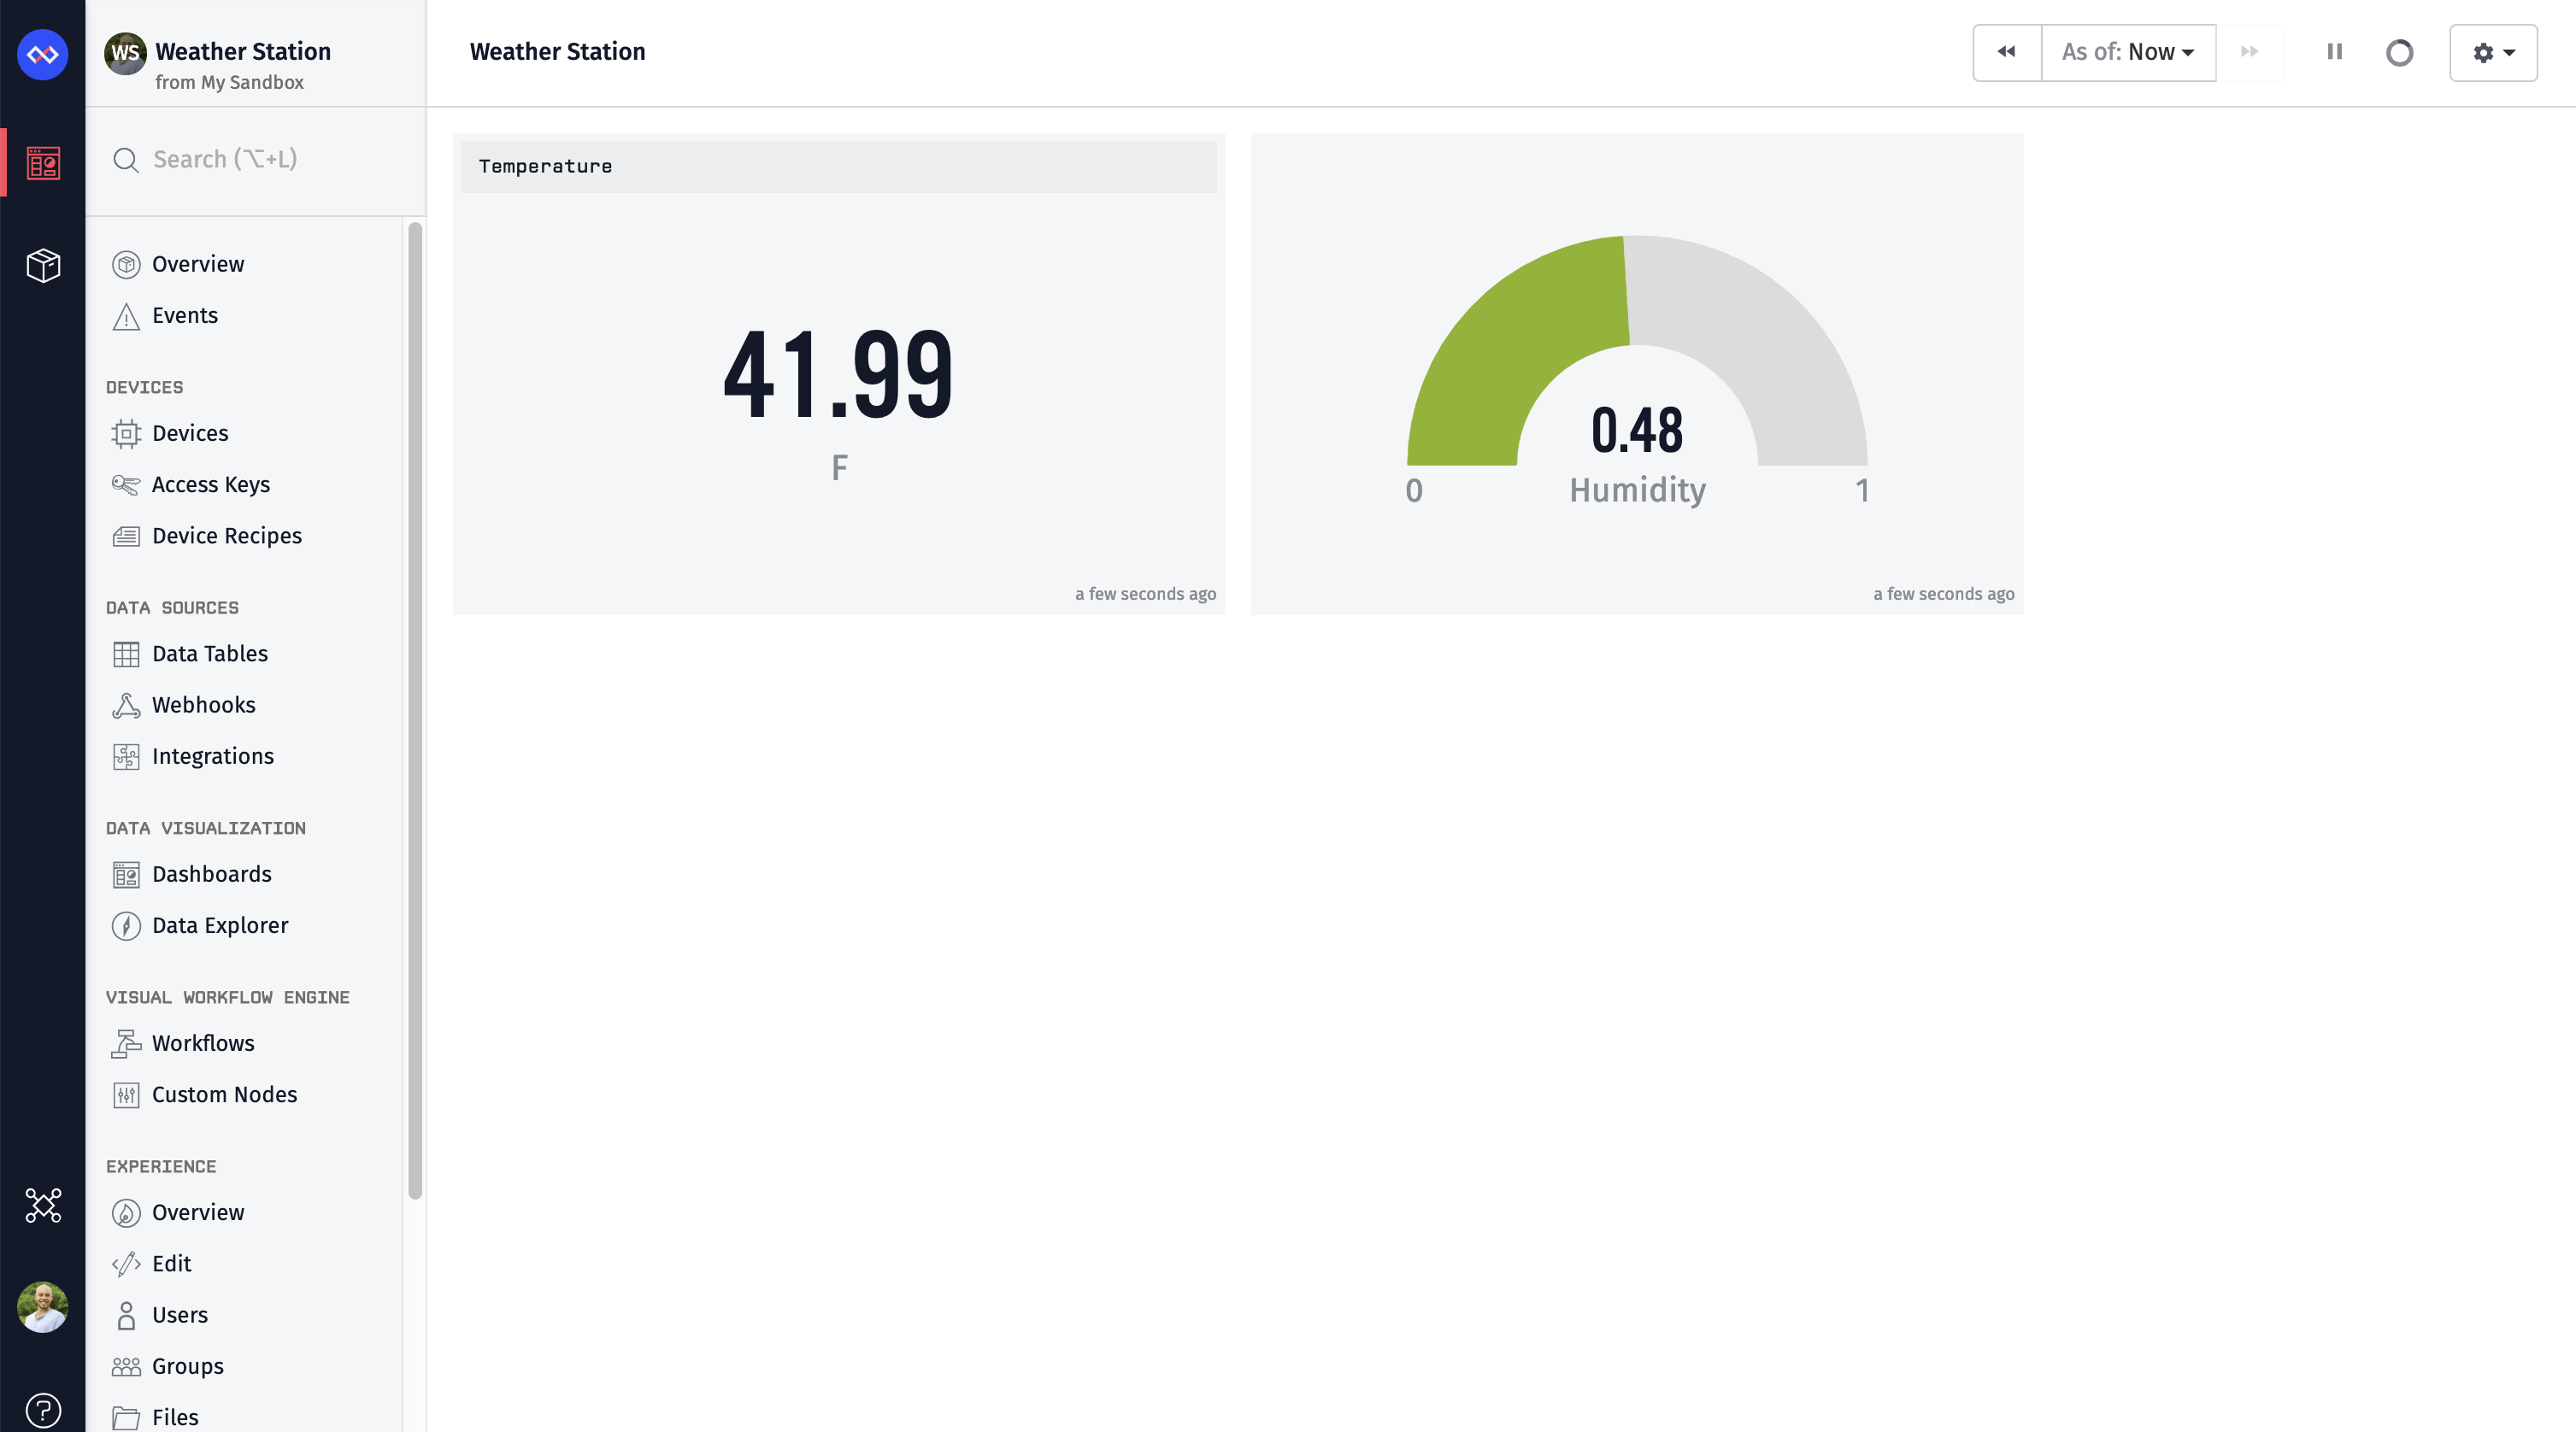 WS Weather Station
from My Sandbox
Search (⌥+L)
Overview
Events
DEVICES
Devices
Access Keys
Device Recipes
DATA SOURCES
Data Tables
Webhooks
Integrations
DATA VISUALIZATION
Dashboards
Data Explorer
VISUAL WORKFLOW ENGINE
Workflows
Custom Nodes
EXPERIENCE
Overview
Edit
Users
Groups
Files
Weather Station
As of: Now
Temperature
41.99
F
a few seconds ago
0.48
0 Humidity 1
a few seconds ago